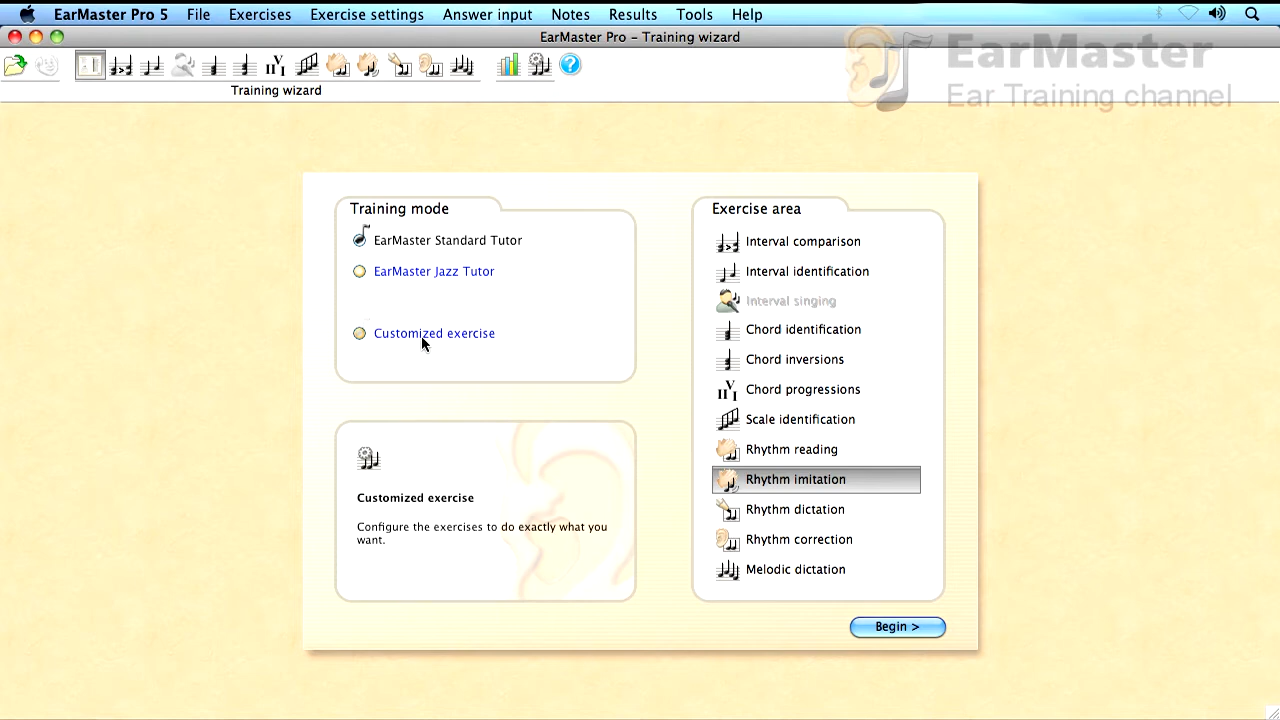 EarMaster Pro 5 File Exercises Exercise settings Answer input Notes Results Tools Help
EarMaster Pro – Training wizard
EarMaster
Ear Training channel
Training wizard
Training mode
EarMaster Standard Tutor
EarMaster Jazz Tutor
Customized exercise
Customized exercise
Configure the exercises to do exactly what you
want.
Exercise area
Interval comparison
Interval identification
Interval singing
Chord identification
Chord inversions
Chord progressions
Scale identification
Rhythm reading
Rhythm imitation
Rhythm dictation
Rhythm correction
Melodic dictation
Begin >